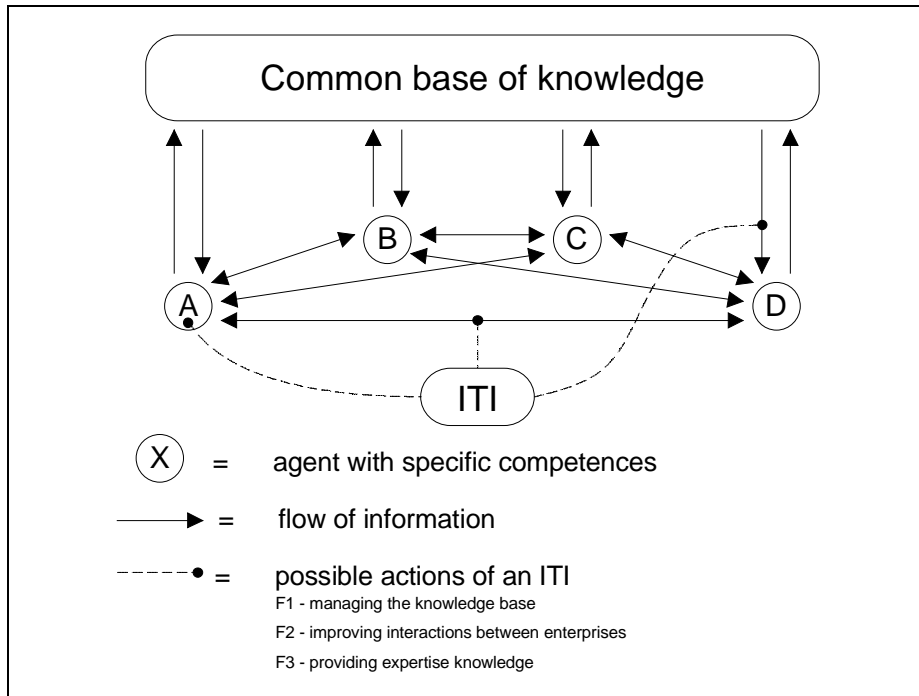 Common base of knowledge
B
C
A
D
ITI
X = agent with specific competences
= flow of information
= possible actions of an ITI
F1 - managing the knowledge base
F2 - improving interactions between enterprises
F3 - providing expertise knowledge